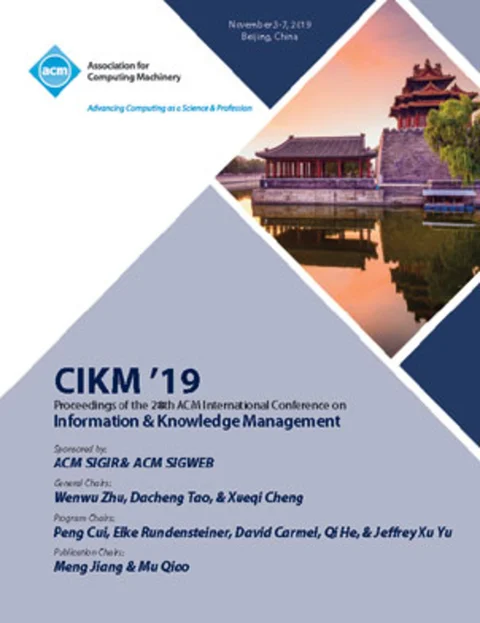 November 3-7, 2019
Beijing, China
acm
Association for
Computing Machinery
Advancing Computing as a Science & Profession
CIKM ’19
Proceedings of the 28th ACM International Conference on
Information & Knowledge Management
Sponsored by:
ACM SIGIR & ACM SIGWEB
General Chairs:
Wenwu Zhu, Dacheng Tao, & Xueqi Cheng
Program Chairs:
Peng Cui, Elke Rundensteiner, David Carmel, Qi He, & Jeffrey Xu Yu
Publication Chairs:
Meng Jiang & Mu Qiao